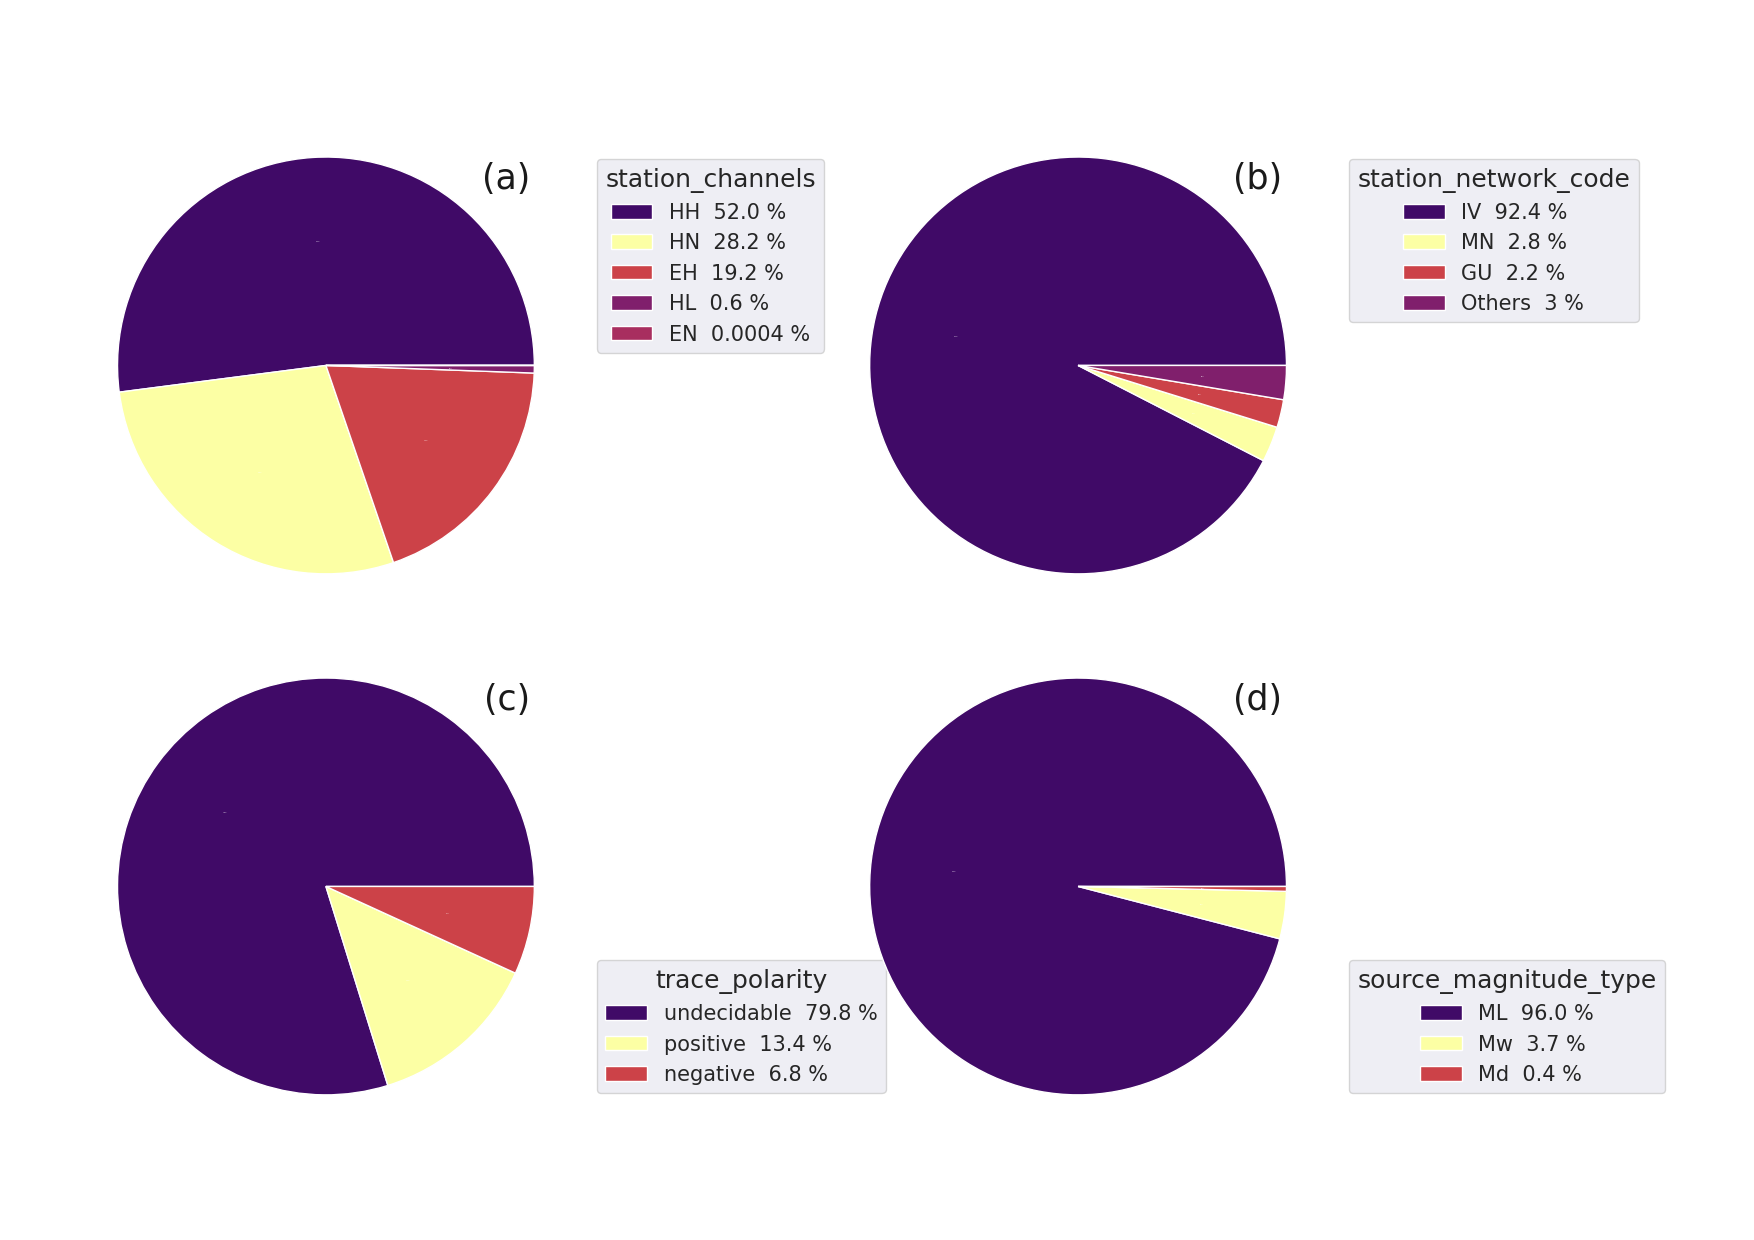 (a)
station_channels
HH 52.0 %
HN 28.2 %
EH 19.2 %
HL 0.6 %
EN 0.0004 %
(b)
station_network_code
IV 92.4 %
MN 2.8 %
GU 2.2 %
Others 3 %
(c)
trace_polarity
undecidable 79.8 %
positive 13.4 %
negative 6.8 %
(d)
source_magnitude_type
ML 96.0 %
Mw 3.7 %
Md 0.4 %